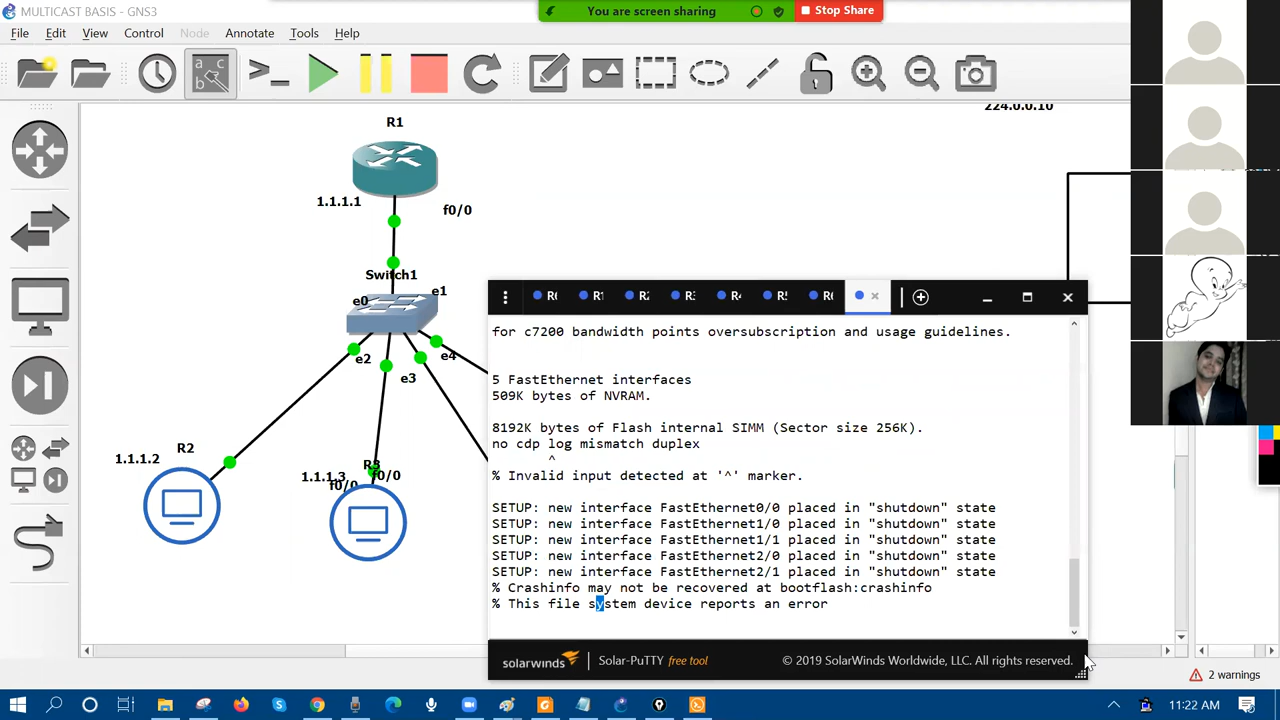 MULTICAST BASIS - GNS3
You are screen sharing
Stop Share
File Edit View Control Node Annotate Tools Help
224.0.0.10
R1
1.1.1.1
f0/0
Switch1
e0
e1
e2
e4
e3
R2
1.1.1.2
R3
1.1.1.3
f0/0
f0/0
R1
for c7200 bandwidth points oversubscription and usage guidelines.
5 FastEthernet interfaces
509K bytes of NVRAM.
8192K bytes of Flash internal SIMM (Sector size 256K).
no cdp log mismatch duplex
^
% Invalid input detected at '^' marker.
SETUP: new interface FastEthernet0/0 placed in "shutdown" state
SETUP: new interface FastEthernet1/0 placed in "shutdown" state
SETUP: new interface FastEthernet1/1 placed in "shutdown" state
SETUP: new interface FastEthernet2/0 placed in "shutdown" state
SETUP: new interface FastEthernet2/1 placed in "shutdown" state
% Crashinfo may not be recovered at bootflash:crashinfo
% This file system device reports an error
solarwinds Solar-PuTTY free tool © 2019 SolarWinds Worldwide, LLC. All rights reserved.
2 warnings
11:22 AM